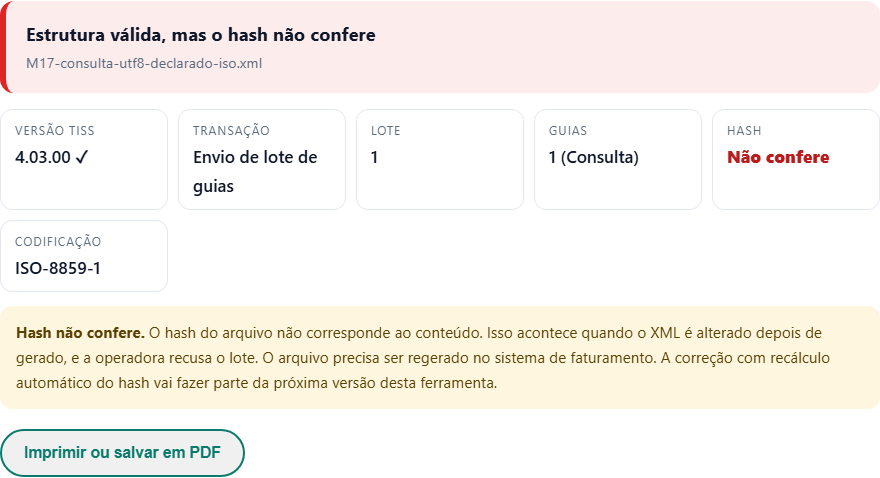 Estrutura válida, mas o hash não confere
M17-consulta-utf8-declarado-iso.xml
VERSÃO TISS
4.03.00 ✓
TRANSAÇÃO
Envio de lote de
guias
LOTE
1
GUIAS
1 (Consulta)
HASH
Não confere
CODIFICAÇÃO
ISO-8859-1
Hash não confere. O hash do arquivo não corresponde ao conteúdo. Isso acontece quando o XML é alterado depois de
gerado, e a operadora recusa o lote. O arquivo precisa ser regerado no sistema de faturamento. A correção com recálculo
automático do hash vai fazer parte da próxima versão desta ferramenta.
Imprimir ou salvar em PDF